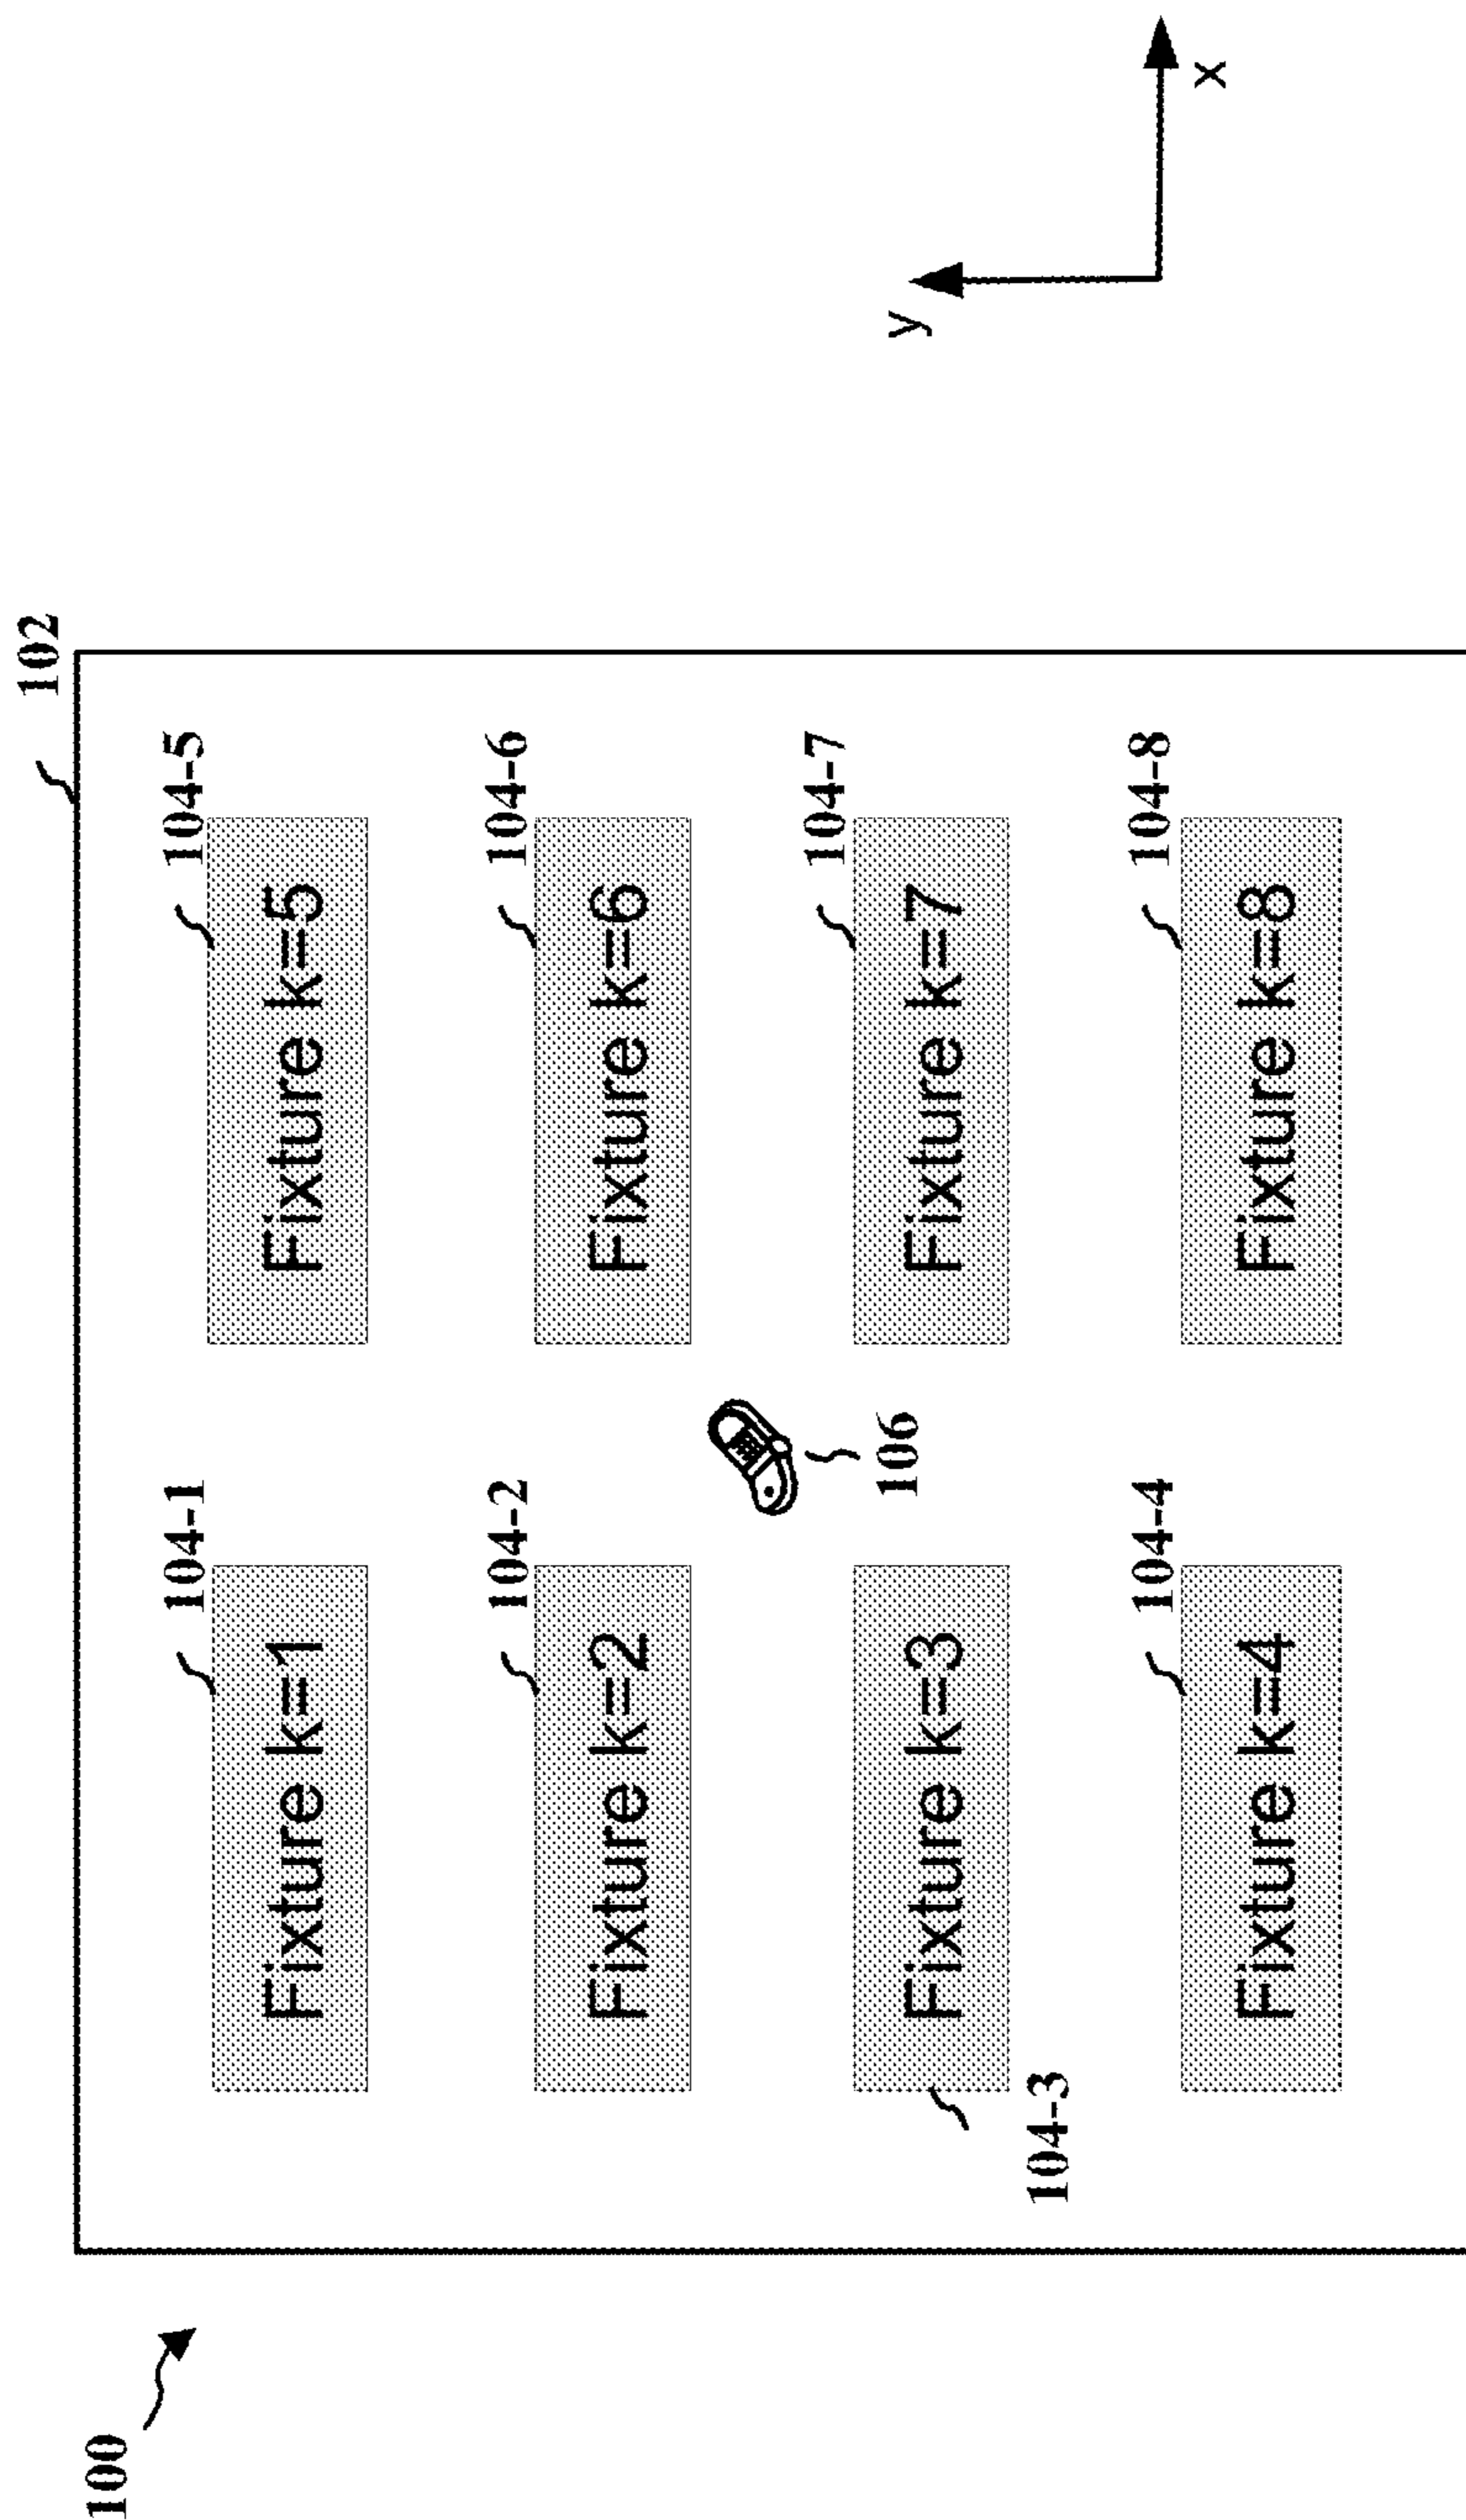 100
102
104-1
Fixture k=1
104-5
Fixture k=5
104-2
Fixture k=2
104-6
Fixture k=6
106
104-3
Fixture k=3
104-7
Fixture k=7
104-4
Fixture k=4
104-8
Fixture k=8
y
x